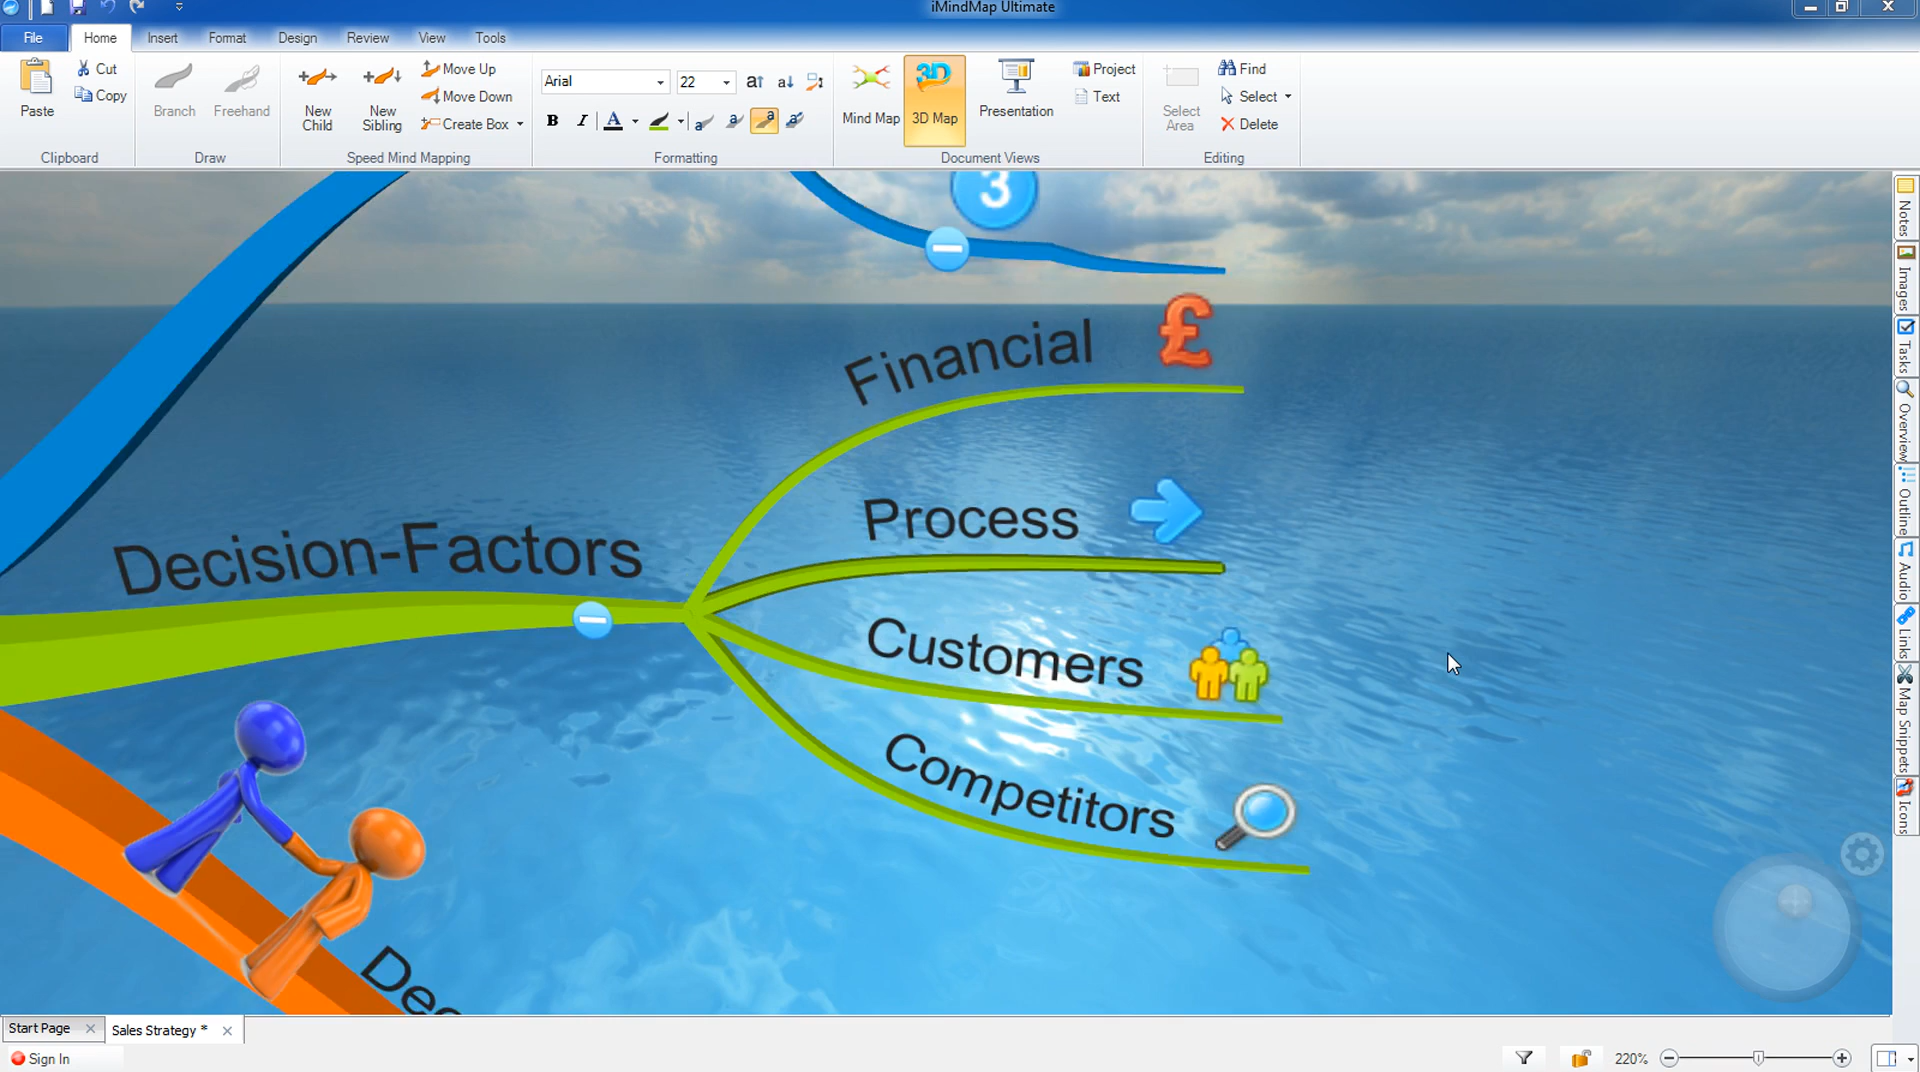 iMindMap Ultimate
File Home Insert Format Design Review View Tools
Paste
Cut
Copy
Clipboard
Branch
Freehand
Draw
New Child
New Sibling
Move Up
Move Down
Create Box
Speed Mind Mapping
Arial 22
B I A
Formatting
Mind Map
3D Map
Presentation
Project
Text
Document Views
Select Area
Find
Select
Delete
Editing
3
Financial £
Process
Decision-Factors
Customers
Competitors
Notes
Images
Tasks
Overview
Outline
Audio
Links
Map Snippets
Icons
Start Page
Sales Strategy *
Sign In
220%